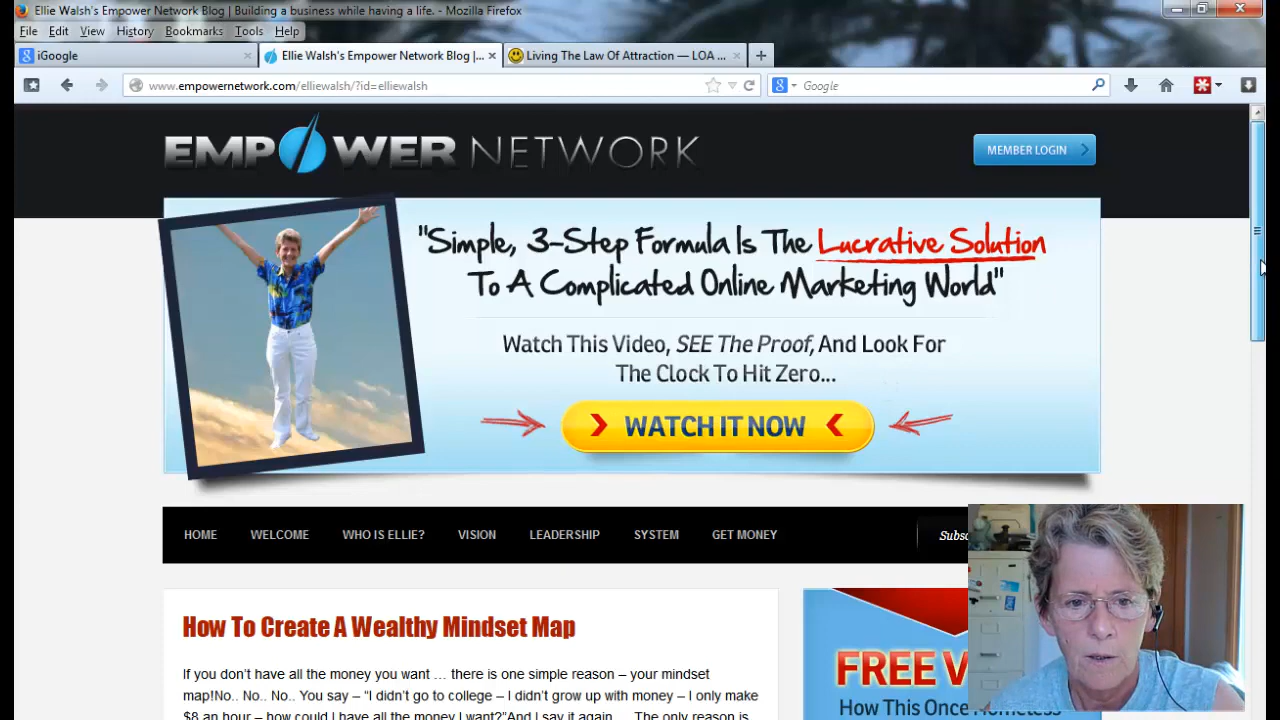 Ellie Walsh's Empower Network Blog | Building a business while having a life. - Mozilla Firefox
File Edit View History Bookmarks Tools Help
iGoogle
Ellie Walsh's Empower Network Blog |...
Living The Law Of Attraction — LOA ...
www.empowernetwork.com/elliewalsh/?id=elliewalsh
Google
EMPOWER NETWORK
MEMBER LOGIN
"Simple, 3-Step Formula Is The Lucrative Solution
To A Complicated Online Marketing World"
Watch This Video, SEE The Proof, And Look For
The Clock To Hit Zero...
WATCH IT NOW
HOME WELCOME WHO IS ELLIE? VISION LEADERSHIP SYSTEM GET MONEY
How To Create A Wealthy Mindset Map
If you don't have all the money you want … there is one simple reason – your mindset
map!No.. No.. No.. You say – "I didn't go to college – I didn't grow up with money – I only make
$8 an hour – how could I have all the money I want?"And I say it again.... The only reason is
FREE
How This Once Homeless